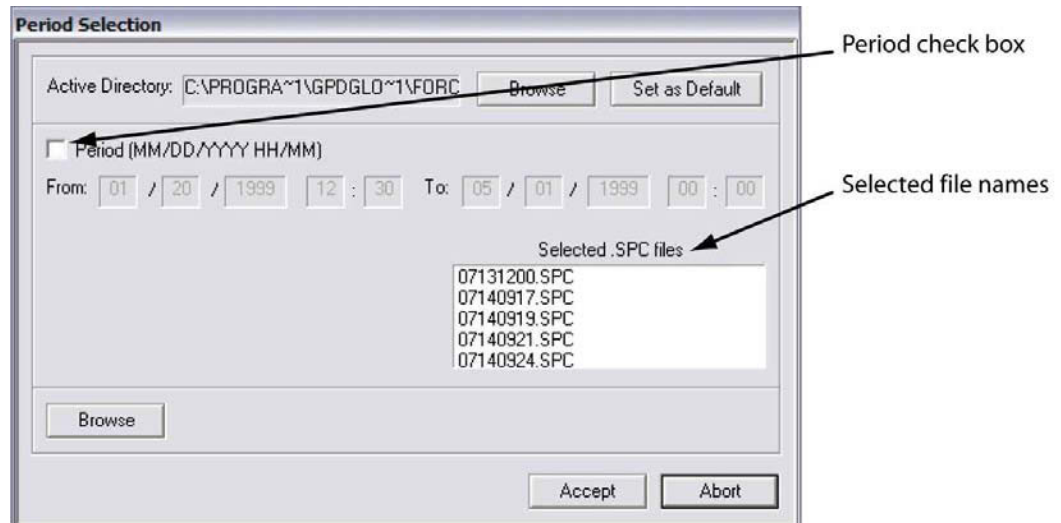 Period Selection
Period check box
Active Directory: C:\PROGRA~1\GPDGLO~1\FORC Browse Set as Default
Period (MM/DD/YYYY HH/MM)
From: 01 / 20 / 1999 12 : 30 To: 05 / 01 / 1999 00 : 00
Selected file names
Selected .SPC files
07131200.SPC
07140917.SPC
07140919.SPC
07140921.SPC
07140924.SPC
Browse
Accept Abort